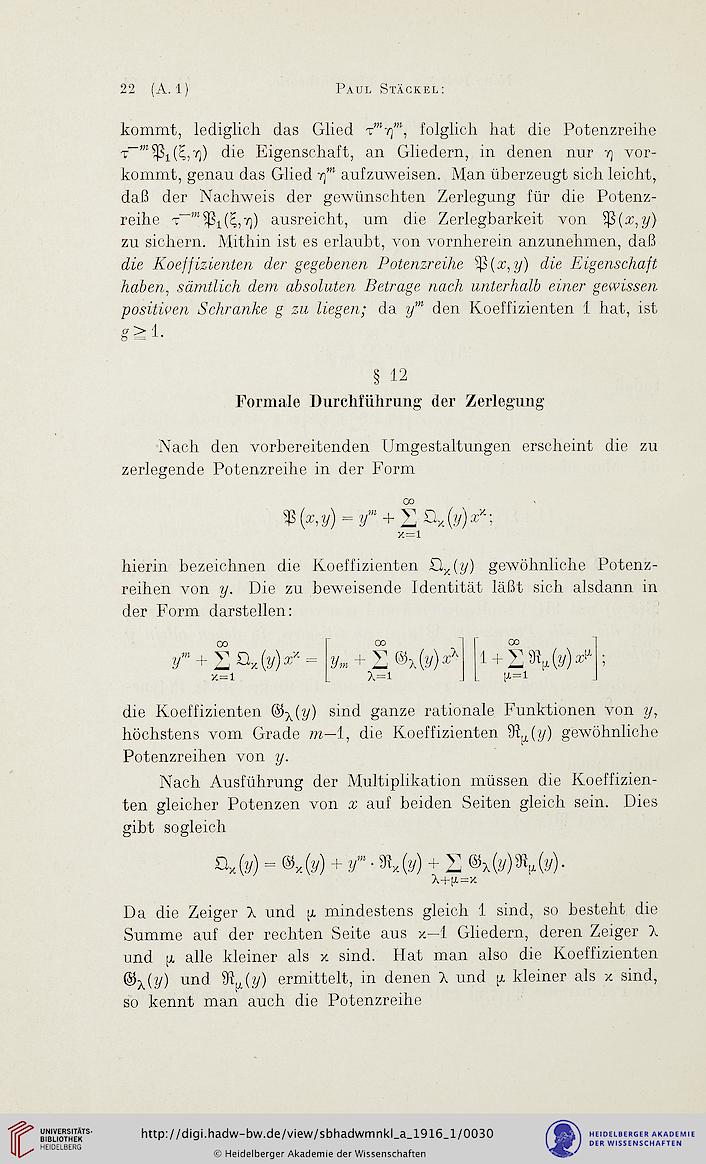 22 (A. 1) PAUL STÄCKEL:
kommt, lediglich das Glied τ^m η^m, folglich hat die Potenzreihe
τ^{−m} 𝔓₁(ξ,η) die Eigenschaft, an Gliedern, in denen nur η vor-
kommt, genau das Glied η^m aufzuweisen. Man überzeugt sich leicht,
daß der Nachweis der gewünschten Zerlegung für die Potenz-
reihe τ^{−m} 𝔓₁(ξ,η) ausreicht, um die Zerlegbarkeit von 𝔓(x,y)
zu sichern. Mithin ist es erlaubt, von vornherein anzunehmen, daß
die Koeffizienten der gegebenen Potenzreihe 𝔓(x,y) die Eigenschaft
haben, sämtlich dem absoluten Betrage nach unterhalb einer gewissen
positiven Schranke g zu liegen; da y^m den Koeffizienten 1 hat, ist
g ≧ 1.
§ 12
Formale Durchführung der Zerlegung
Nach den vorbereitenden Umgestaltungen erscheint die zu
zerlegende Potenzreihe in der Form
𝔓(x,y) = y^m + ∑_{ϰ=1}^{∞} 𝔔_ϰ(y) x^ϰ;
hierin bezeichnen die Koeffizienten 𝔔_ϰ(y) gewöhnliche Potenz-
reihen von y. Die zu beweisende Identität läßt sich alsdann in
der Form darstellen:
y^m + ∑_{ϰ=1}^{∞} 𝔔_ϰ(y) x^ϰ = [y_m + ∑_{λ=1}^{∞} 𝔊_λ(y) x^λ] [1 + ∑_{μ=1}^{∞} ℜ_μ(y) x^μ];
die Koeffizienten 𝔊_λ(y) sind ganze rationale Funktionen von y,
höchstens vom Grade m−1, die Koeffizienten ℜ_μ(y) gewöhnliche
Potenzreihen von y.
Nach Ausführung der Multiplikation müssen die Koeffizien-
ten gleicher Potenzen von x auf beiden Seiten gleich sein. Dies
gibt sogleich
𝔔_ϰ(y) = 𝔊_ϰ(y) + y^m · ℜ_ϰ(y) + ∑_{λ+μ=ϰ} 𝔊_λ(y) ℜ_μ(y).
Da die Zeiger λ und μ mindestens gleich 1 sind, so besteht die
Summe auf der rechten Seite aus ϰ−1 Gliedern, deren Zeiger λ
und μ alle kleiner als ϰ sind. Hat man also die Koeffizienten
𝔊_λ(y) und ℜ_μ(y) ermittelt, in denen λ und μ kleiner als ϰ sind,
so kennt man auch die Potenzreihe
UNIVERSITÄTS-
BIBLIOTHEK
HEIDELBERG
http://digi.hadw-bw.de/view/sbhadwmnkl_a_1916_1/0030
© Heidelberger Akademie der Wissenschaften
HEIDELBERGER AKADEMIE
DER WISSENSCHAFTEN